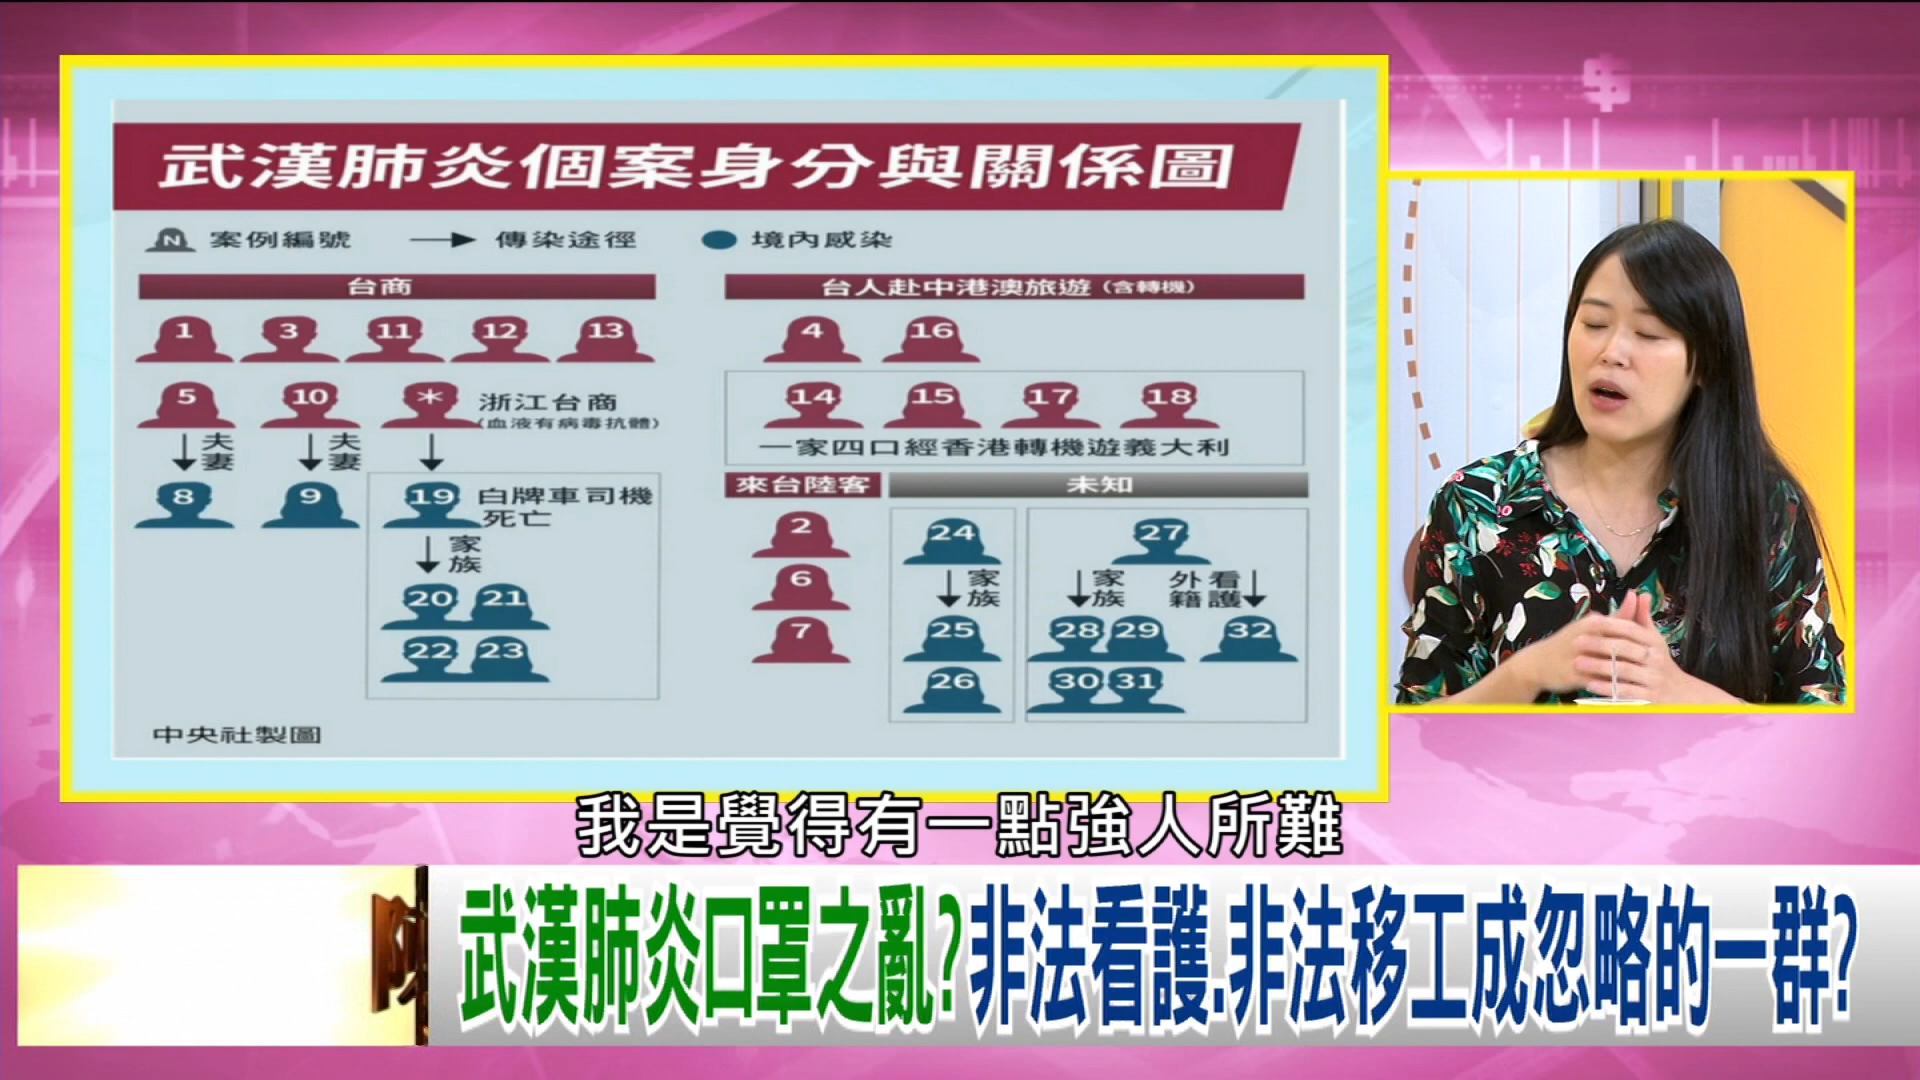 武漢肺炎個案身分與關係圖
N 案例編號 傳染途徑 境內感染
台商
1 3 11 12 13
5 10 * 浙江台商
(血液有病毒抗體)
夫妻 夫妻
8 9 19 白牌車司機
死亡
家族
20 21
22 23
台人赴中港澳旅遊(含轉機)
4 16
14 15 17 18
一家四口經香港轉機遊義大利
來台陸客
2
6
7
未知
24
家族
25
26
27
家族 外籍看護
28 29 32
30 31
中央社製圖
我是覺得有一點強人所難
武漢肺炎口罩之亂?非法看護.非法移工成忽略的一群?